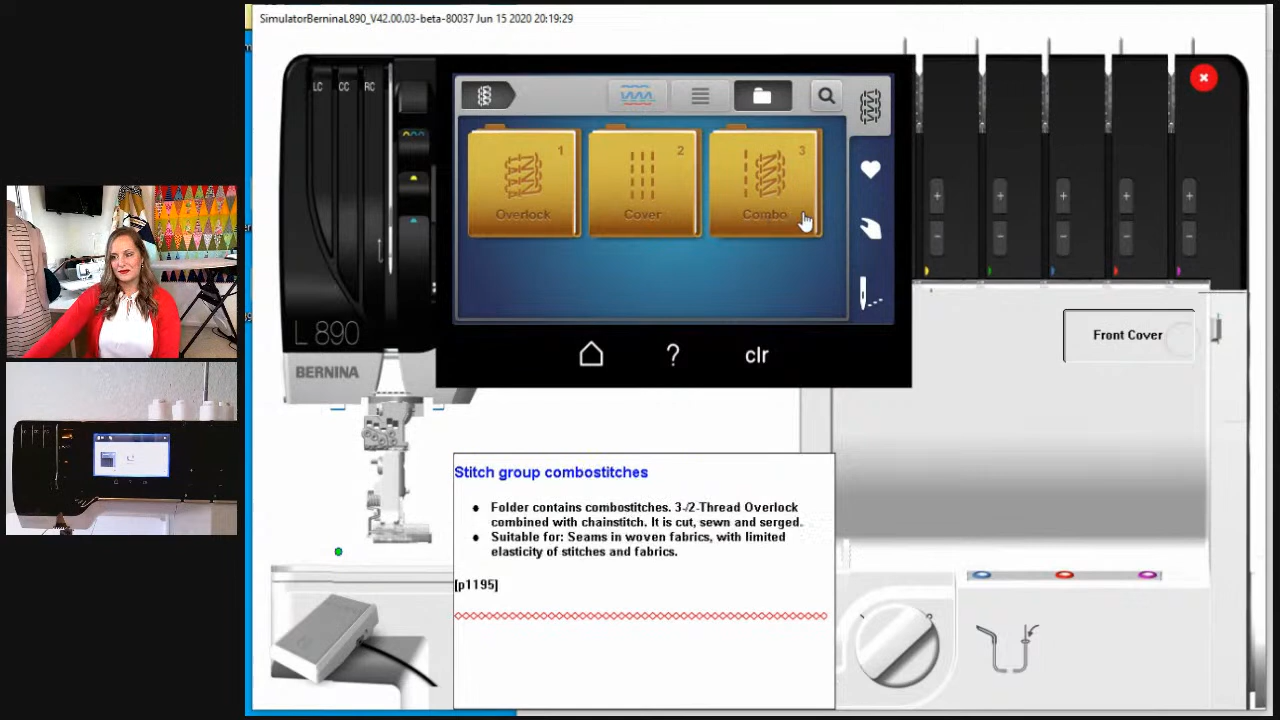 SimulatorBerninaL890_V42.00.03-beta-80037 Jun 15 2020 20:19:29
LC CC RC
1 2 3
Overlock Cover Combo
L 890
BERNINA
? clr
Front Cover
Stitch group combostitches
Folder contains combostitches. 3-/2-Thread Overlock
combined with chainstitch. It is cut, sewn and serged.
Suitable for: Seams in woven fabrics, with limited
elasticity of stitches and fabrics.
[p1195]